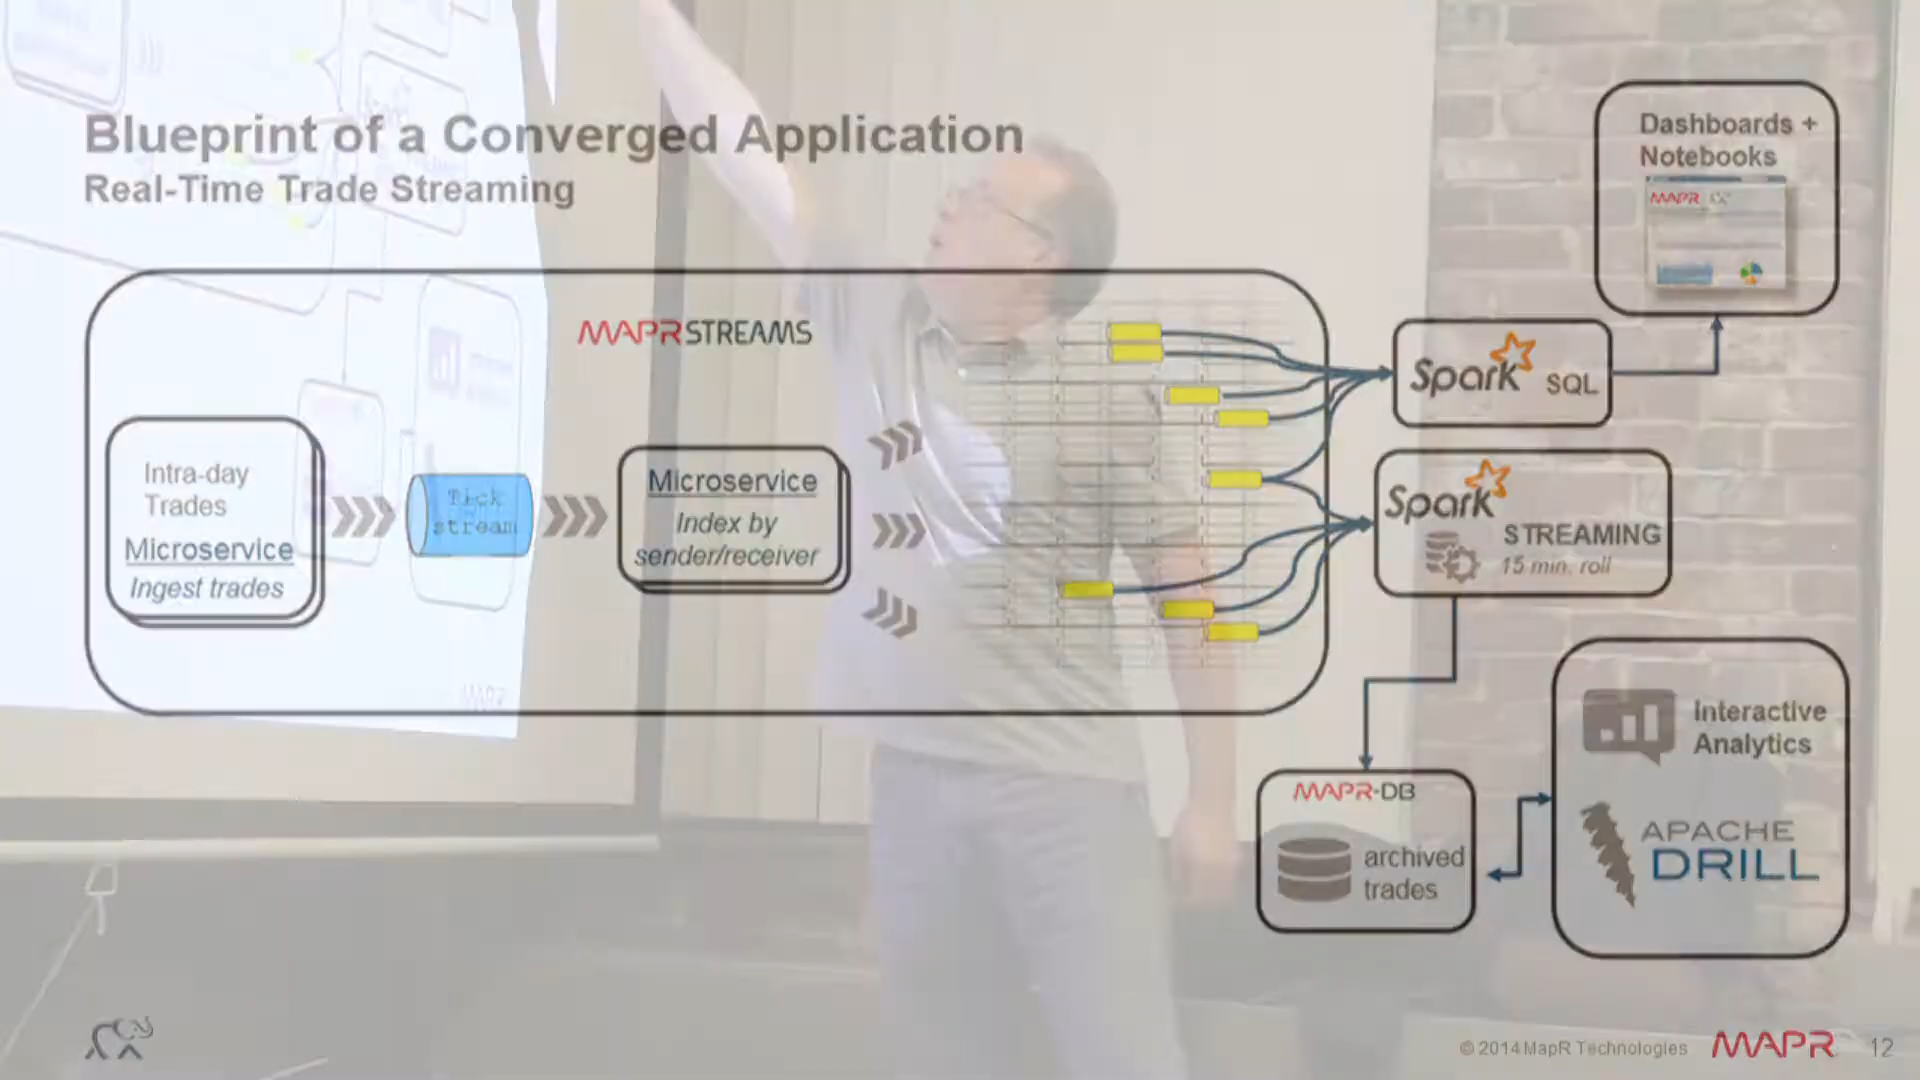 Blueprint of a Converged Application
Real-Time Trade Streaming
MAPR STREAMS
Intra-day
Trades
Microservice
Ingest trades
Tick
stream
Microservice
Index by
sender/receiver
Spark SQL
Dashboards +
Notebooks
MAPR
Spark
STREAMING
15 min. roll
MAPR-DB
archived
trades
Interactive
Analytics
APACHE
DRILL
© 2014 MapR Technologies
MAPR
12